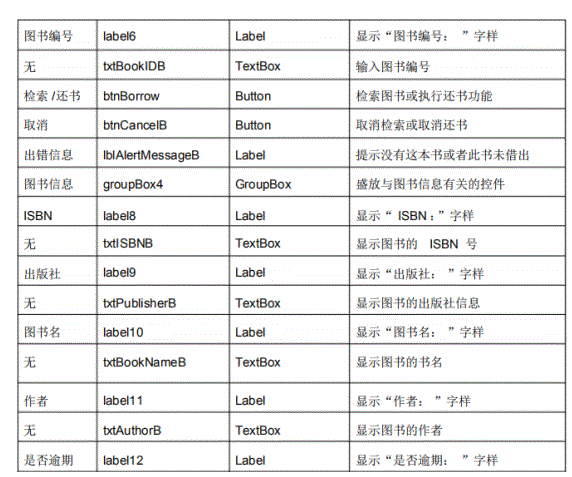 图书编号 label6 Label 显示“图书编号： ”字样
无 txtBookIDB TextBox 输入图书编号
检索 /还书 btnBorrow Button 检索图书或执行还书功能
取消 btnCancelB Button 取消检索或取消还书
出错信息 lblAlertMessageB Label 提示没有这本书或者此书未借出
图书信息 groupBox4 GroupBox 盛放与图书信息有关的控件
ISBN label8 Label 显示“ ISBN ：”字样
无 txtISBNB TextBox 显示图书的 ISBN 号
出版社 label9 Label 显示“出版社： ”字样
无 txtPublisherB TextBox 显示图书的出版社信息
图书名 label10 Label 显示“图书名： ”字样
无 txtBookNameB TextBox 显示图书的书名
作者 label11 Label 显示“作者： ”字样
无 txtAuthorB TextBox 显示图书的作者
是否逾期 label12 Label 显示“是否逾期： ”字样